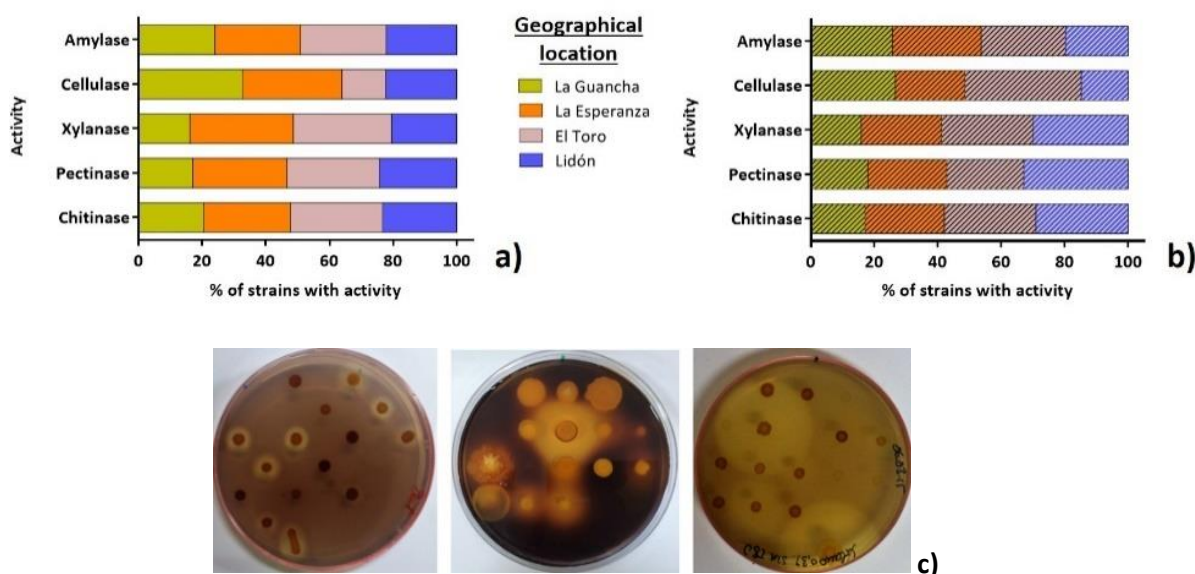 Amylase
Cellulase
Xylanase
Pectinase
Chitinase
Activity
0 20 40 60 80 100
% of strains with activity
a)
Geographical
location
La Guancha
La Esperanza
El Toro
Lidón
Amylase
Cellulase
Xylanase
Pectinase
Chitinase
Activity
0 20 40 60 80 100
% of strains with activity
b)
c)